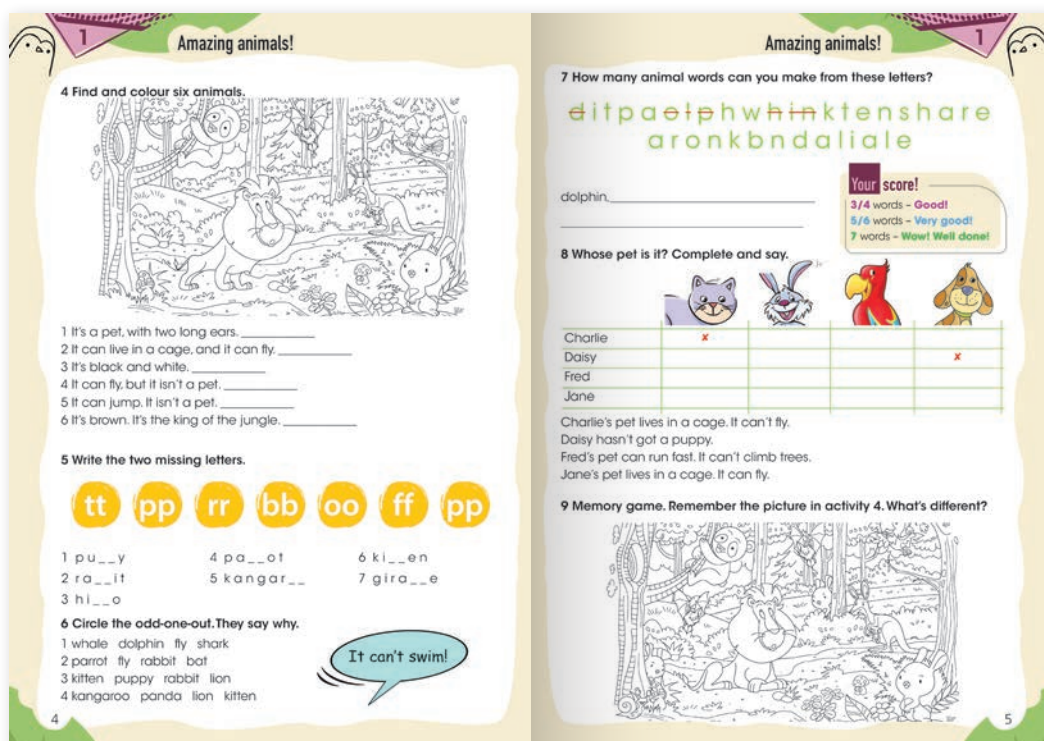 1
Amazing animals!
4 Find and colour six animals.
1 It's a pet, with two long ears. ____________
2 It can live in a cage, and it can fly. ____________
3 It's black and white. ____________
4 It can fly, but it isn't a pet. ____________
5 It can jump. It isn't a pet. ____________
6 It's brown. It's the king of the jungle. ____________
5 Write the two missing letters.
tt pp rr bb oo ff pp
1 pu__y
2 ra__it
3 hi__o
4 pa__ot
5 kangar__
6 ki__en
7 gira__e
6 Circle the odd-one-out. They say why.
1 whale dolphin fly shark
2 parrot fly rabbit bat
3 kitten puppy rabbit lion
4 kangaroo panda lion kitten
It can't swim!
4
Amazing animals!
1
7 How many animal words can you make from these letters?
d i t p a o l p h w h i n k t e n s h a r e
a r o n k b n d a l i a l e
dolphin,____________
____________
Your score!
3/4 words – Good!
5/6 words – Very good!
7 words – Wow! Well done!
8 Whose pet is it? Complete and say.
Charlie ✗
Daisy ✗
Fred
Jane
Charlie's pet lives in a cage. It can't fly.
Daisy hasn't got a puppy.
Fred's pet can run fast. It can't climb trees.
Jane's pet lives in a cage. It can fly.
9 Memory game. Remember the picture in activity 4. What's different?
5